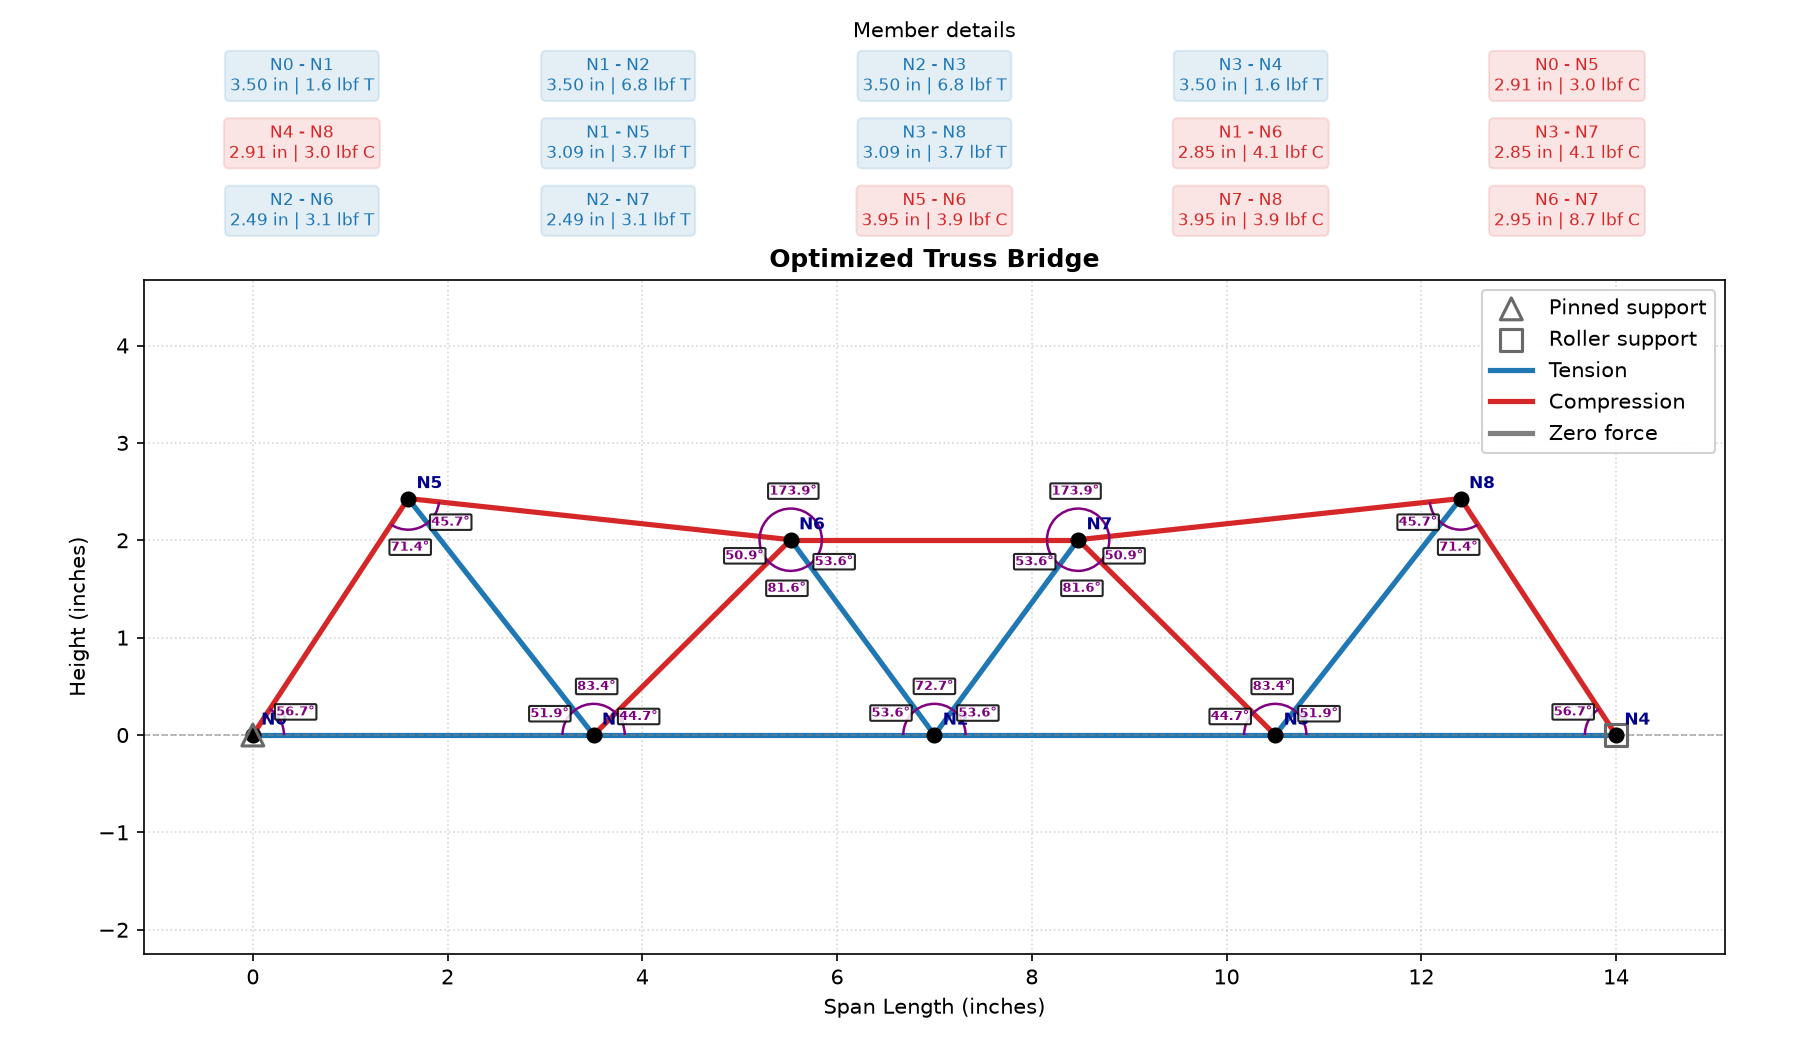 Member details
N0 - N1
3.50 in | 1.6 lbf T
N1 - N2
3.50 in | 6.8 lbf T
N2 - N3
3.50 in | 6.8 lbf T
N3 - N4
3.50 in | 1.6 lbf T
N0 - N5
2.91 in | 3.0 lbf C
N4 - N8
2.91 in | 3.0 lbf C
N1 - N5
3.09 in | 3.7 lbf T
N3 - N8
3.09 in | 3.7 lbf T
N1 - N6
2.85 in | 4.1 lbf C
N3 - N7
2.85 in | 4.1 lbf C
N2 - N6
2.49 in | 3.1 lbf T
N2 - N7
2.49 in | 3.1 lbf T
N5 - N6
3.95 in | 3.9 lbf C
N7 - N8
3.95 in | 3.9 lbf C
N6 - N7
2.95 in | 8.7 lbf C
Optimized Truss Bridge
Pinned support
Roller support
Tension
Compression
Zero force
Height (inches)
4
3
2
1
0
−1
−2
N5
N8
173.9°
173.9°
45.7°
71.4°
N6
N7
45.7°
71.4°
50.9°
53.6°
81.6°
53.6°
50.9°
81.6°
83.4°
72.7°
83.4°
56.7°
51.9°
44.7°
53.6°
53.6°
44.7°
51.9°
56.7°
N4
0
2
4
6
8
10
12
14
Span Length (inches)